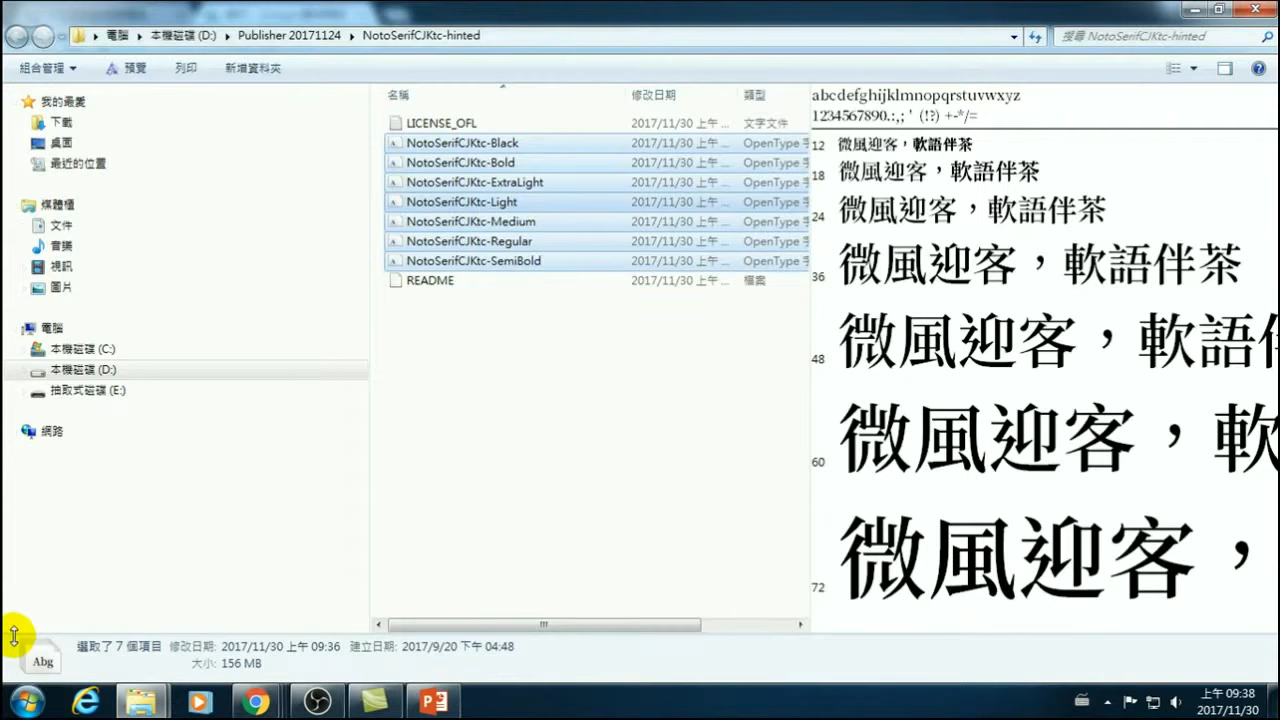 電腦 ▸ 本機磁碟 (D:) ▸ Publisher 20171124 ▸ NotoSerifCJKtc-hinted
搜尋 NotoSerifCJKtc-hinted
組合管理 預覽 列印 新增資料夾
我的最愛
下載
桌面
最近的位置
媒體櫃
文件
音樂
視訊
圖片
電腦
本機磁碟 (C:)
本機磁碟 (D:)
抽取式磁碟 (E:)
網路
名稱 修改日期 類型
LICENSE_OFL 2017/11/30 上午 ... 文字文件
NotoSerifCJKtc-Black 2017/11/30 上午 ... OpenType 字
NotoSerifCJKtc-Bold 2017/11/30 上午 ... OpenType 字
NotoSerifCJKtc-ExtraLight 2017/11/30 上午 ... OpenType 字
NotoSerifCJKtc-Light 2017/11/30 上午 ... OpenType 字
NotoSerifCJKtc-Medium 2017/11/30 上午 ... OpenType 字
NotoSerifCJKtc-Regular 2017/11/30 上午 ... OpenType 字
NotoSerifCJKtc-SemiBold 2017/11/30 上午 ... OpenType 字
README 2017/11/30 上午 ... 檔案
abcdefghijklmnopqrstuvwxyz
1234567890.:,; ' (!?) +-*/=
12 微風迎客，軟語伴茶
18 微風迎客，軟語伴茶
24 微風迎客，軟語伴茶
36 微風迎客，軟語伴茶
48 微風迎客，軟語伴
60 微風迎客，軟
72 微風迎客，
Abg
選取了 7 個項目 修改日期: 2017/11/30 上午 09:36 建立日期: 2017/9/20 下午 04:48
大小: 156 MB
上午 09:38
2017/11/30